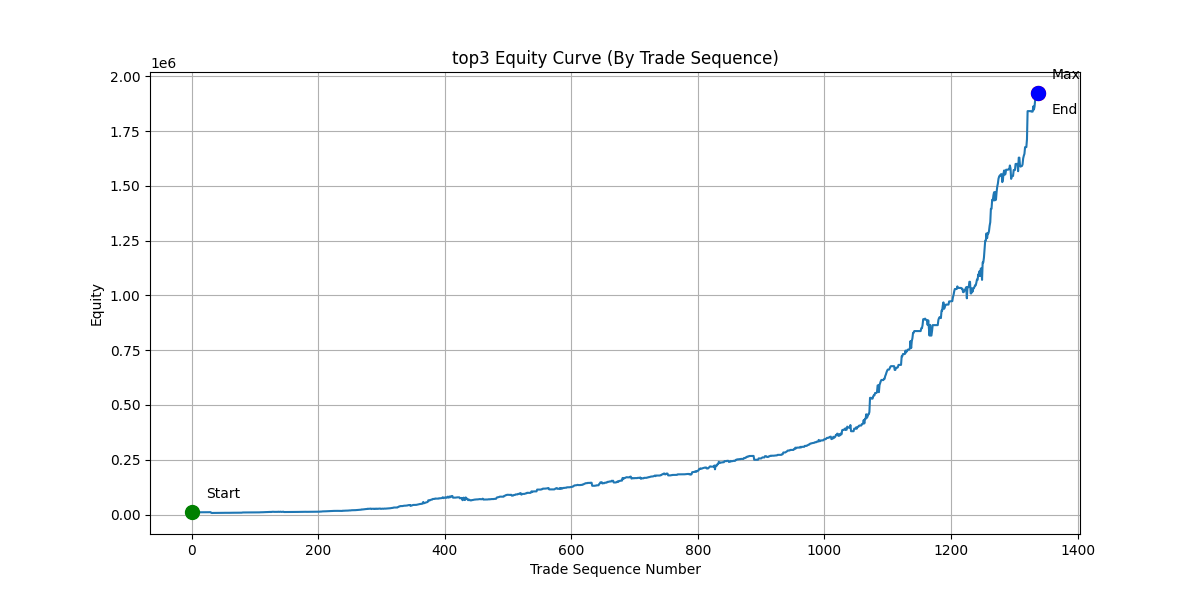 top3 Equity Curve (By Trade Sequence)
1e6
2.00
1.75
1.50
1.25
1.00
0.75
0.50
0.25
0.00
Equity
Max
End
Start
0 200 400 600 800 1000 1200 1400
Trade Sequence Number